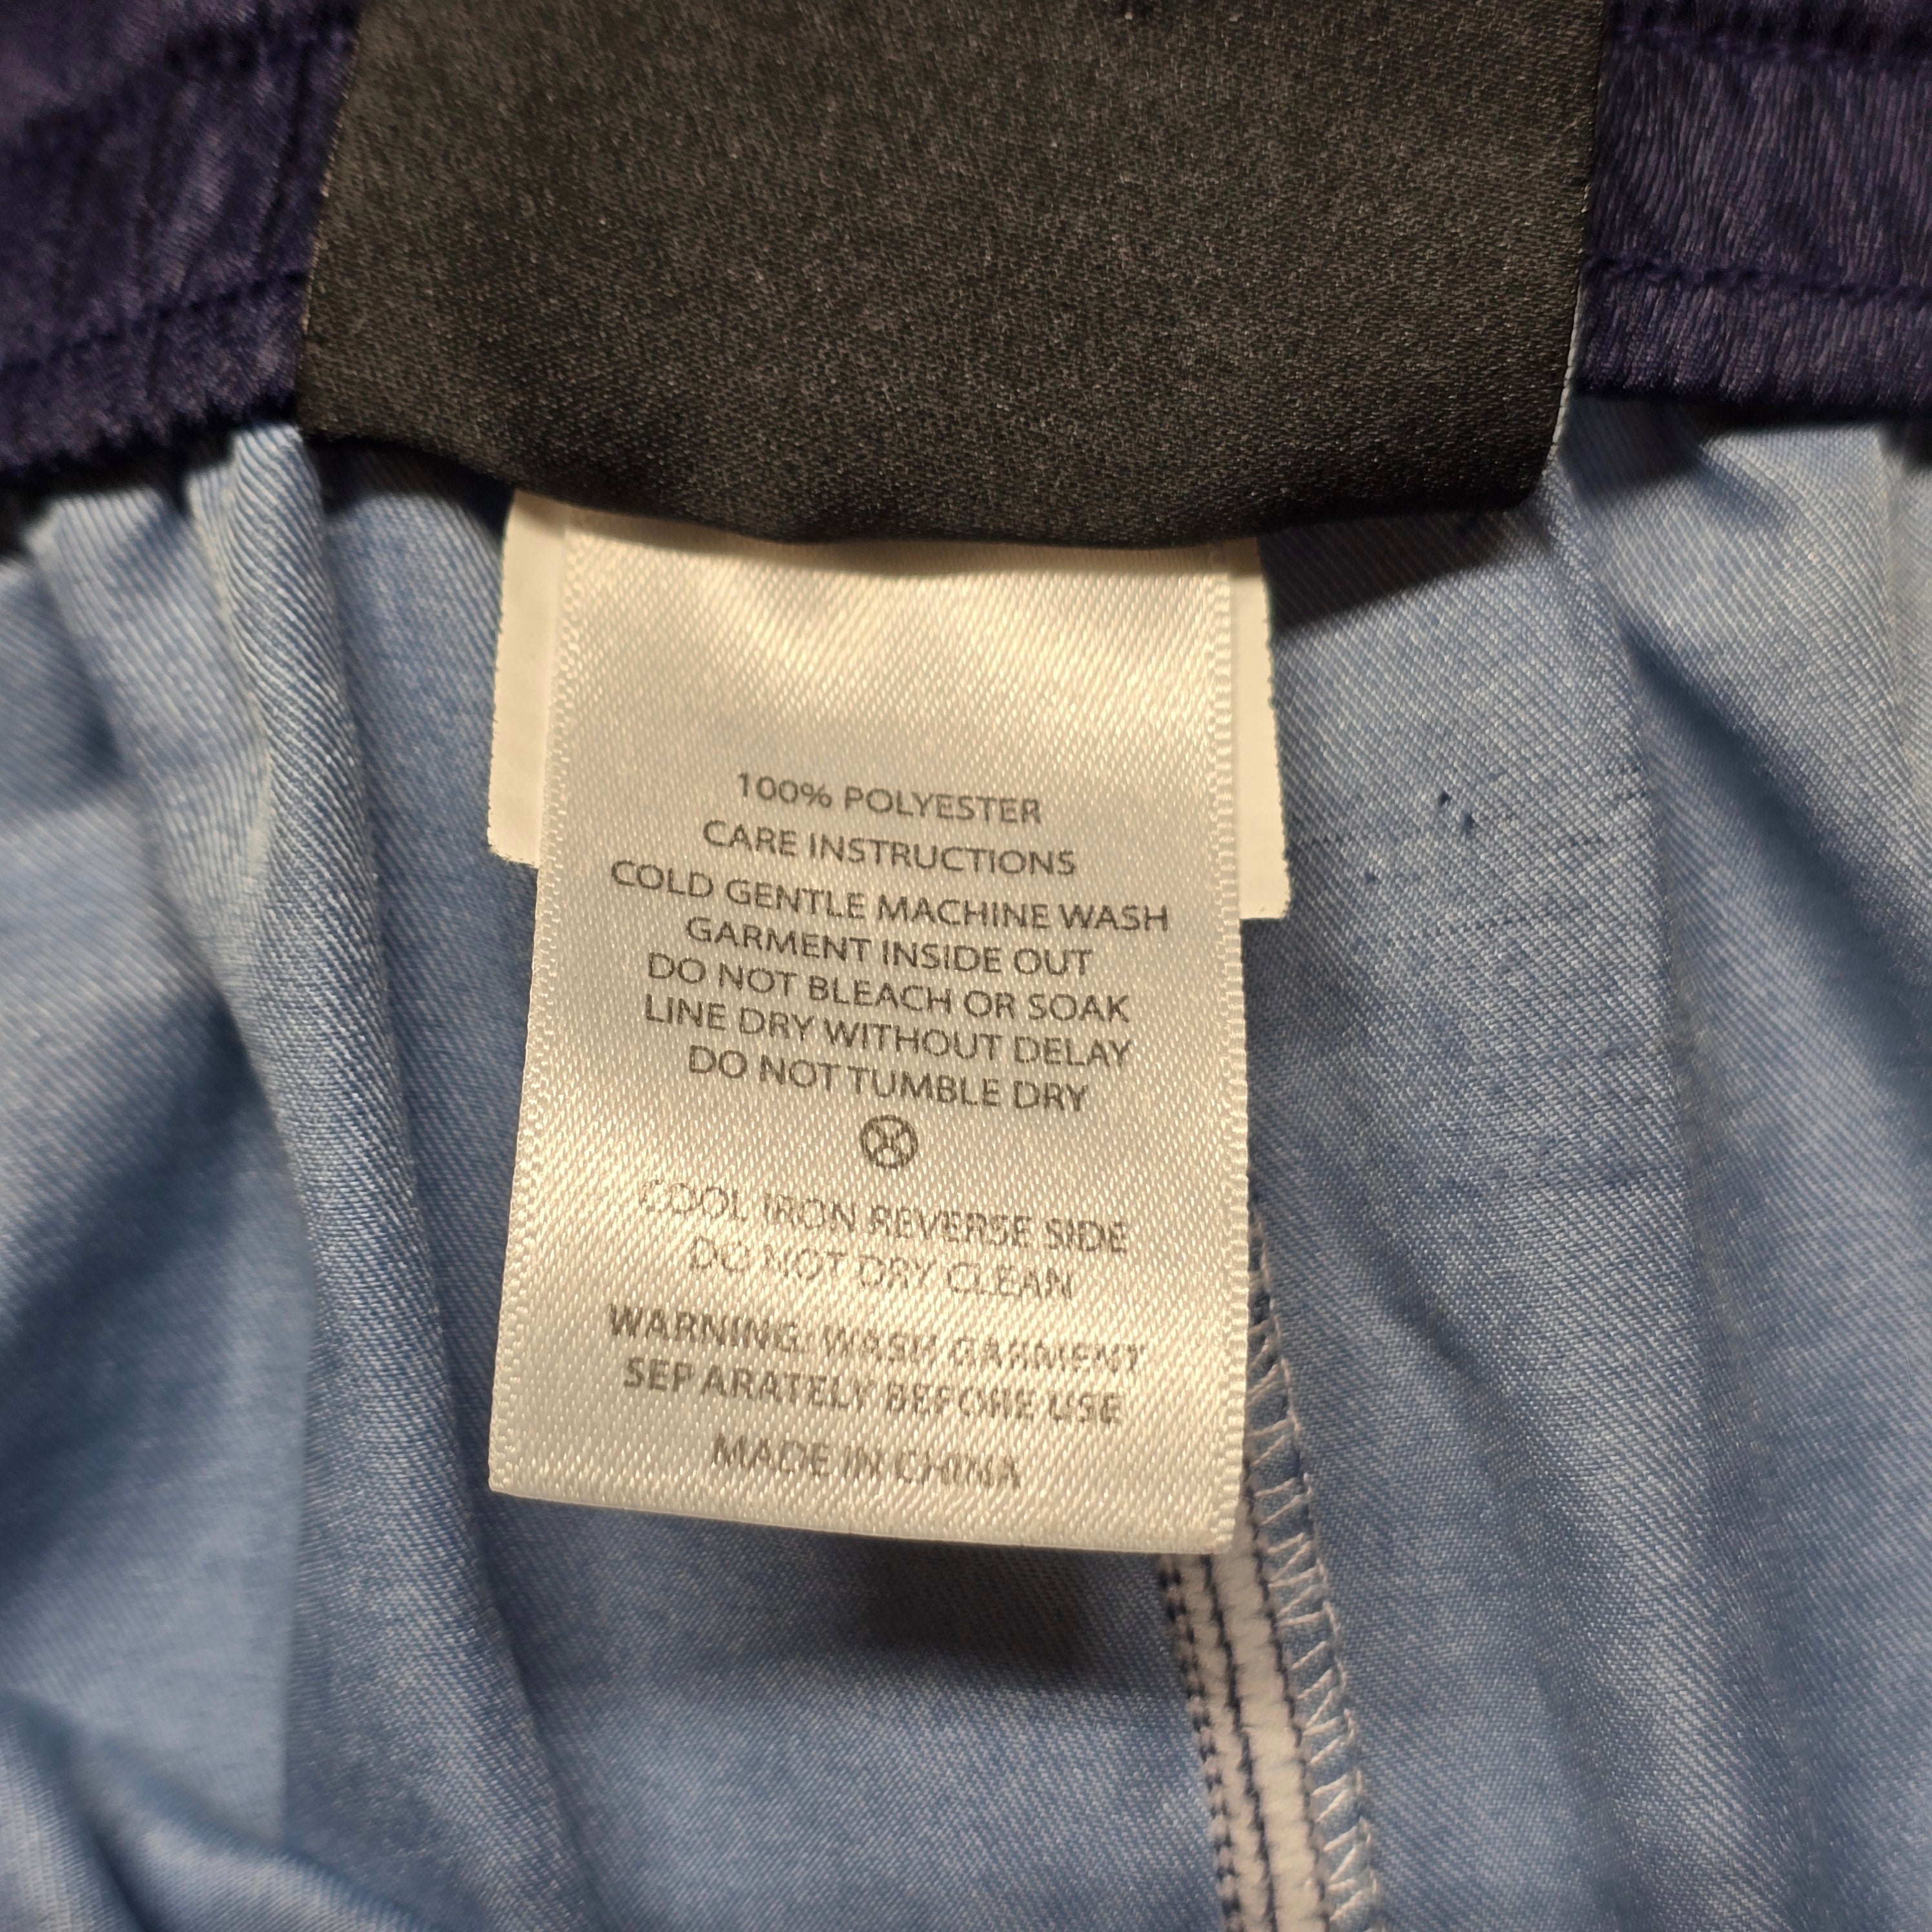 100% POLYESTER
CARE INSTRUCTIONS
COLD GENTLE MACHINE WASH
GARMENT INSIDE OUT
DO NOT BLEACH OR SOAK
LINE DRY WITHOUT DELAY
DO NOT TUMBLE DRY
COOL IRON REVERSE SIDE
DO NOT DRY CLEAN
WARNING: WASH GARMENT
SEP ARATELY BEFORE USE
MADE IN CHINA